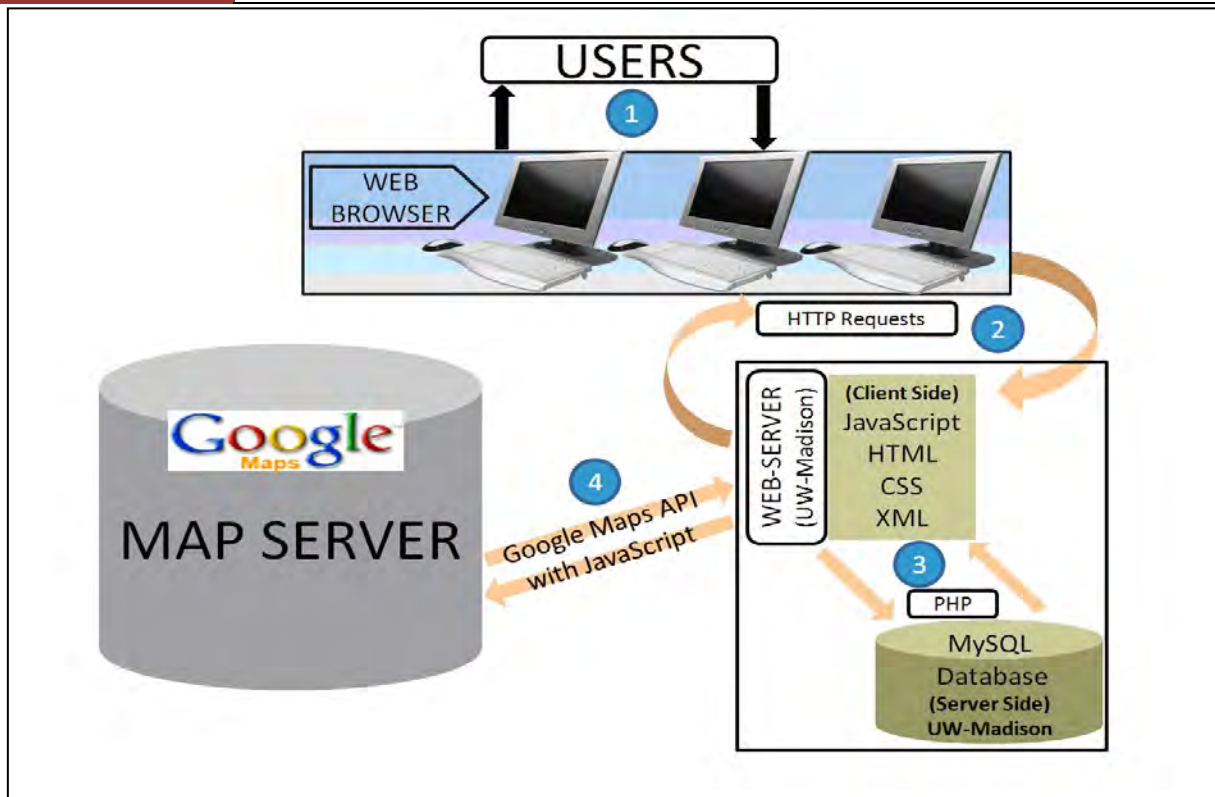 USERS
1
WEB
BROWSER
HTTP Requests
2
WEB-SERVER
(UW-Madison)
(Client Side)
JavaScript
HTML
CSS
XML
Google
Maps
MAP SERVER
4
Google Maps API
with JavaScript
3
PHP
MySQL
Database
(Server Side)
UW-Madison